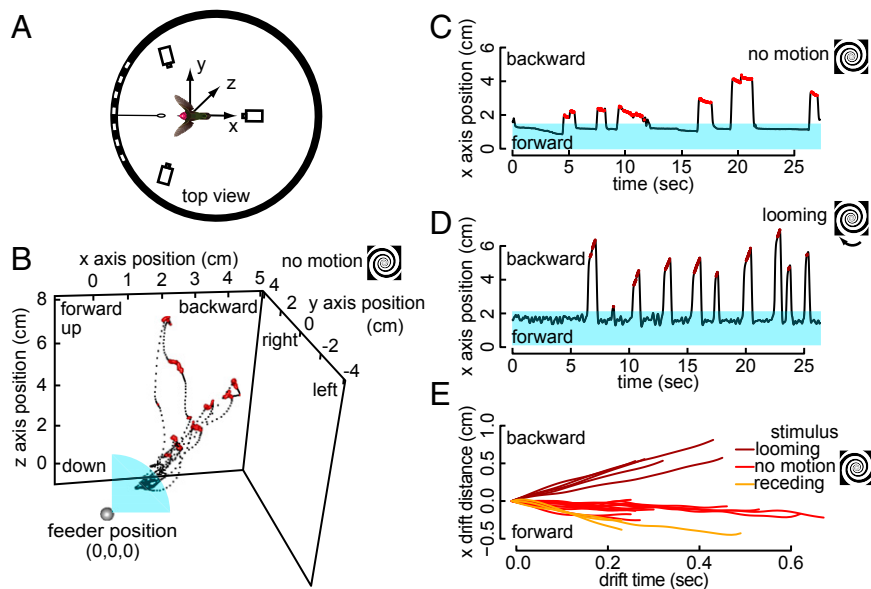 A
y
z
x
top view
B
x axis position (cm)
no motion
0 1 2 3 4 5
forward
backward
up
8
6
4
2
0
z axis position (cm)
4
2
0
-2
-4
y axis position
(cm)
right
left
down
feeder position
(0,0,0)
C
no motion
x axis position (cm)
6
4
2
0
backward
forward
0 5 10 15 20 25
time (sec)
D
looming
x axis position (cm)
6
4
2
0
backward
forward
0 5 10 15 20 25
time (sec)
E
x drift distance (cm)
1.0
0.5
0.0
−0.5
backward
forward
stimulus
looming
no motion
receding
0.0 0.2 0.4 0.6
drift time (sec)